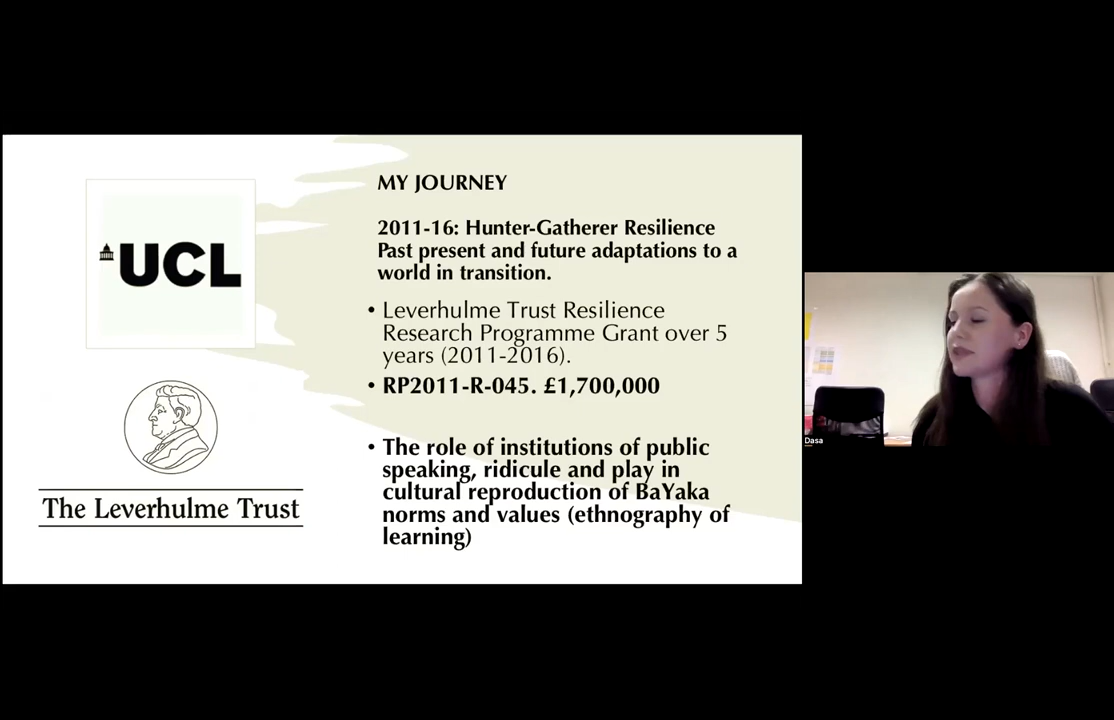 MY JOURNEY
2011-16: Hunter-Gatherer Resilience
Past present and future adaptations to a
world in transition.
• Leverhulme Trust Resilience
Research Programme Grant over 5
years (2011-2016).
• RP2011-R-045. £1,700,000
• The role of institutions of public
speaking, ridicule and play in
cultural reproduction of BaYaka
norms and values (ethnography of
learning)
UCL
The Leverhulme Trust
Dasa